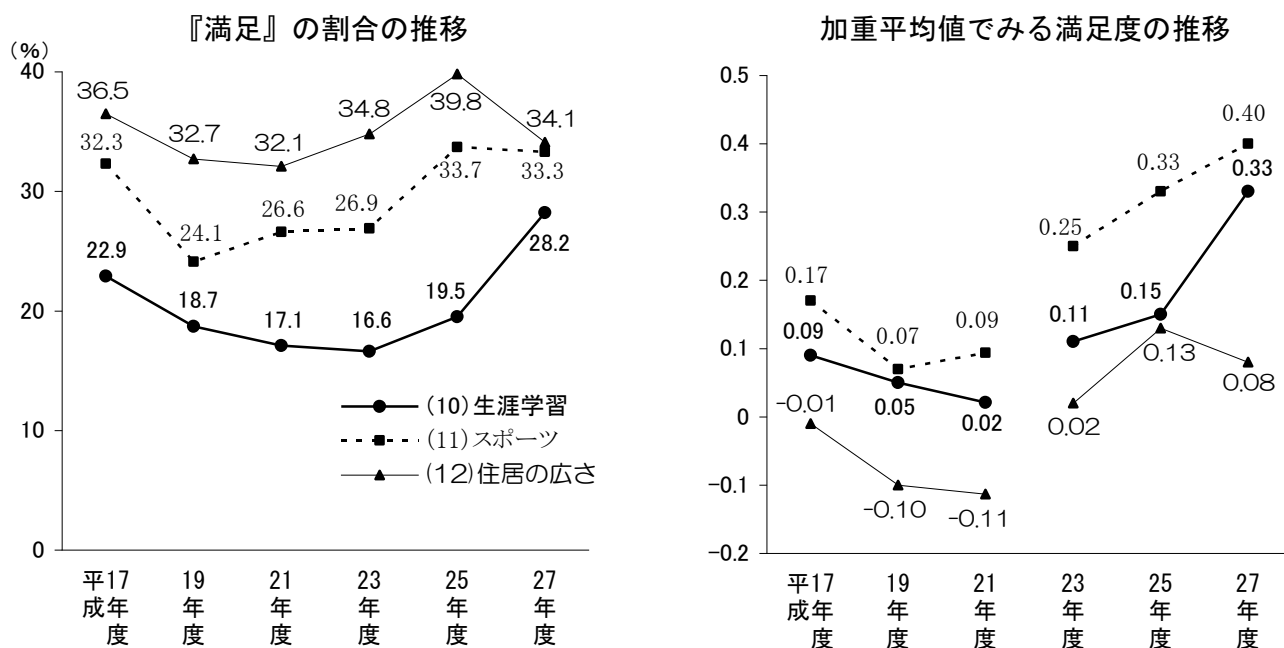 『満足』の割合の推移
(%)
40
30
20
10
0
36.5
32.7
32.1
34.8
39.8
34.1
32.3
24.1
26.6
26.9
33.7
33.3
22.9
18.7
17.1
16.6
19.5
28.2
(10)生涯学習
(11)スポーツ
(12)住居の広さ
平成17年度
19年度
21年度
23年度
25年度
27年度
加重平均値でみる満足度の推移
0.5
0.4
0.3
0.2
0.1
0
-0.1
-0.2
0.17
0.07
0.09
0.25
0.33
0.40
0.09
0.05
0.02
0.11
0.15
0.33
-0.01
-0.10
-0.11
0.02
0.13
0.08
平成17年度
19年度
21年度
23年度
25年度
27年度